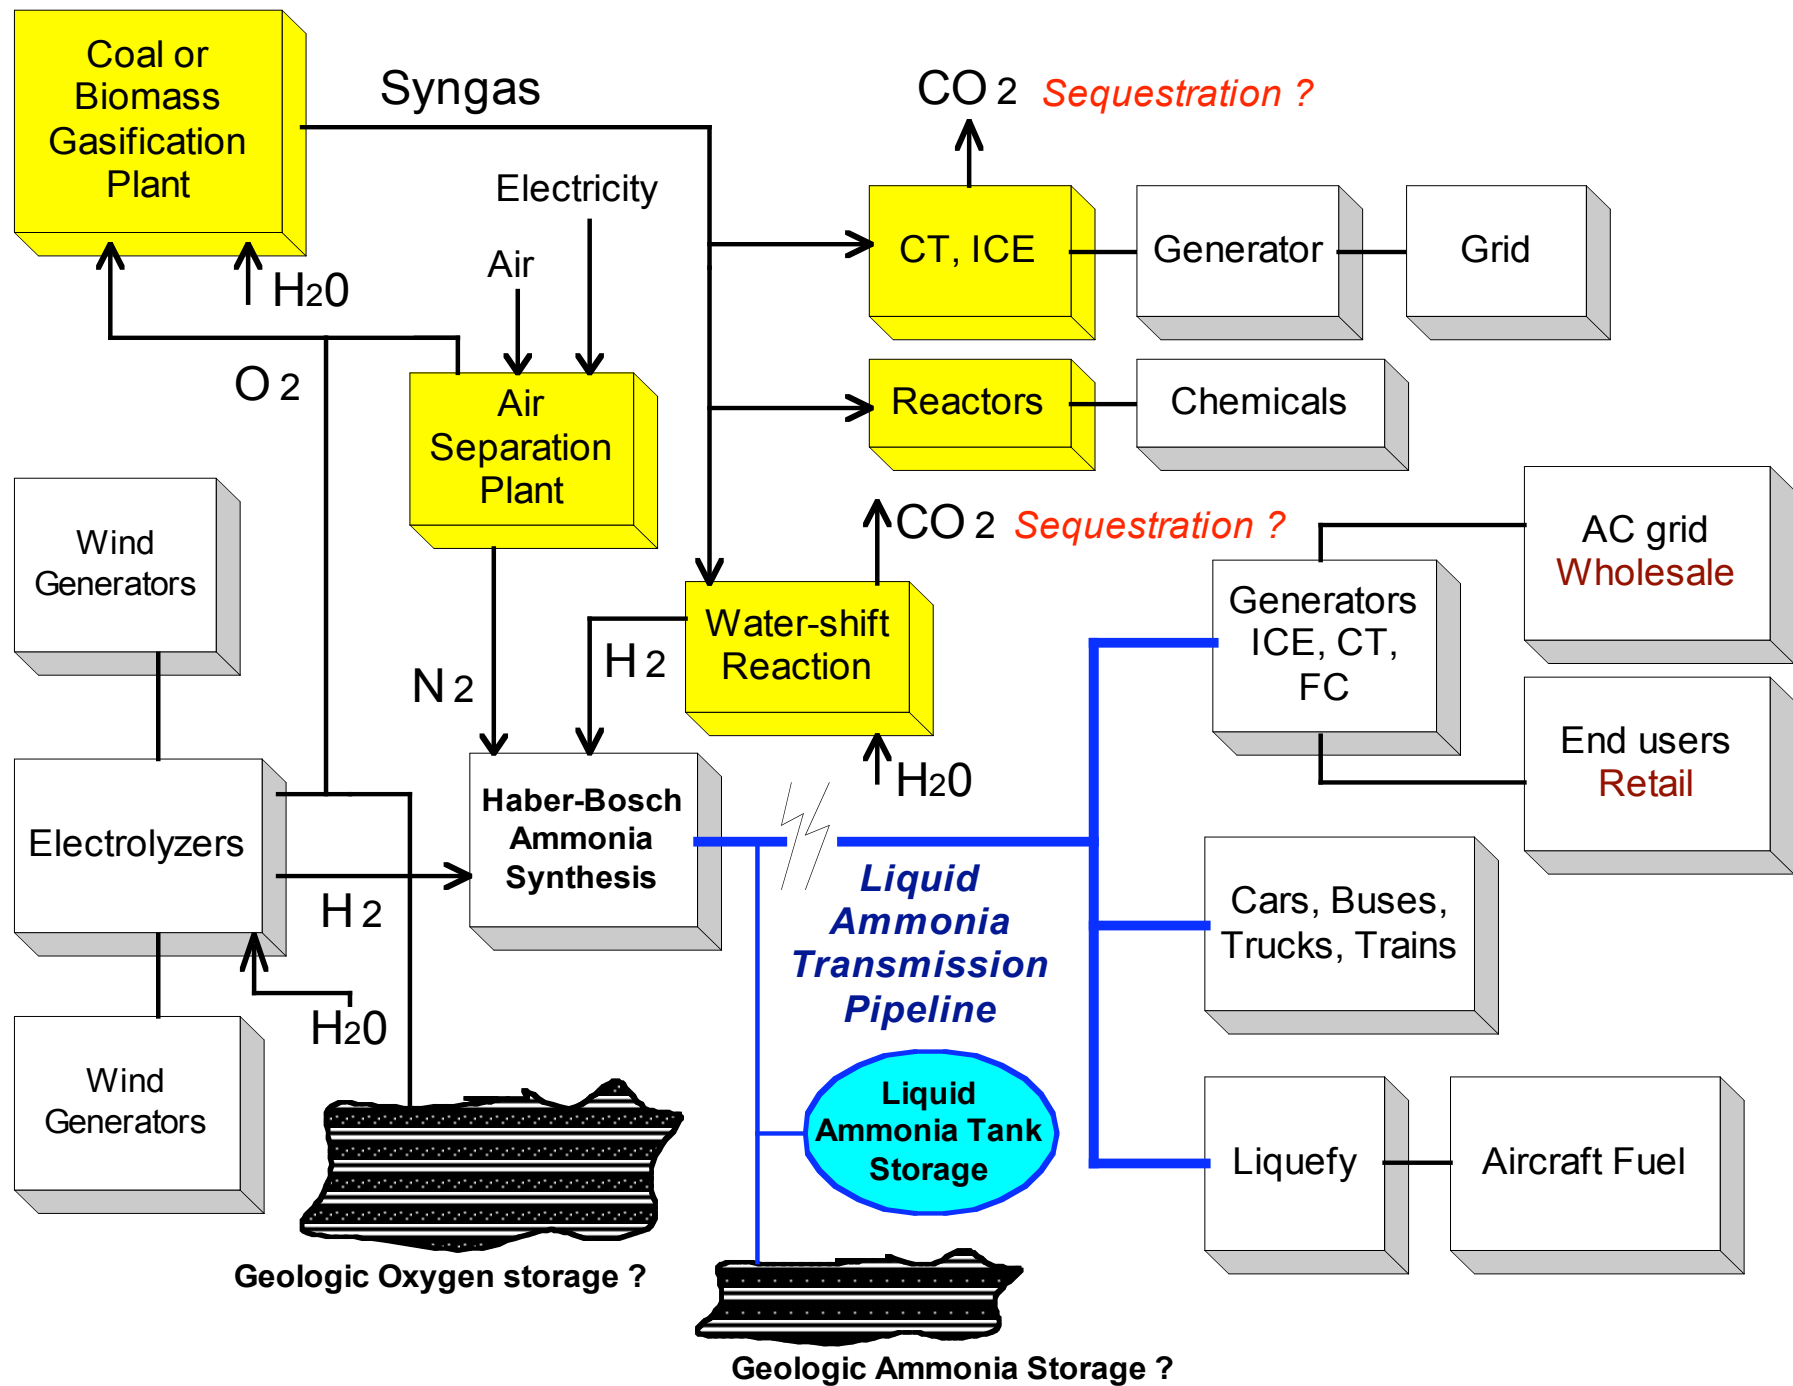 Coal or
Biomass
Gasification
Plant
Syngas
CO 2 Sequestration ?
Electricity
Air
H20
O 2
CT, ICE
Generator
Grid
Air
Separation
Plant
Reactors
Chemicals
Wind
Generators
CO 2 Sequestration ?
AC grid
Wholesale
Generators
ICE, CT,
FC
Water-shift
Reaction
H 2
N 2
H20
End users
Retail
Electrolyzers
H 2
Haber-Bosch
Ammonia
Synthesis
Liquid
Ammonia
Transmission
Pipeline
Cars, Buses,
Trucks, Trains
H20
Wind
Generators
Liquid
Ammonia Tank
Storage
Liquefy
Aircraft Fuel
Geologic Oxygen storage ?
Geologic Ammonia Storage ?